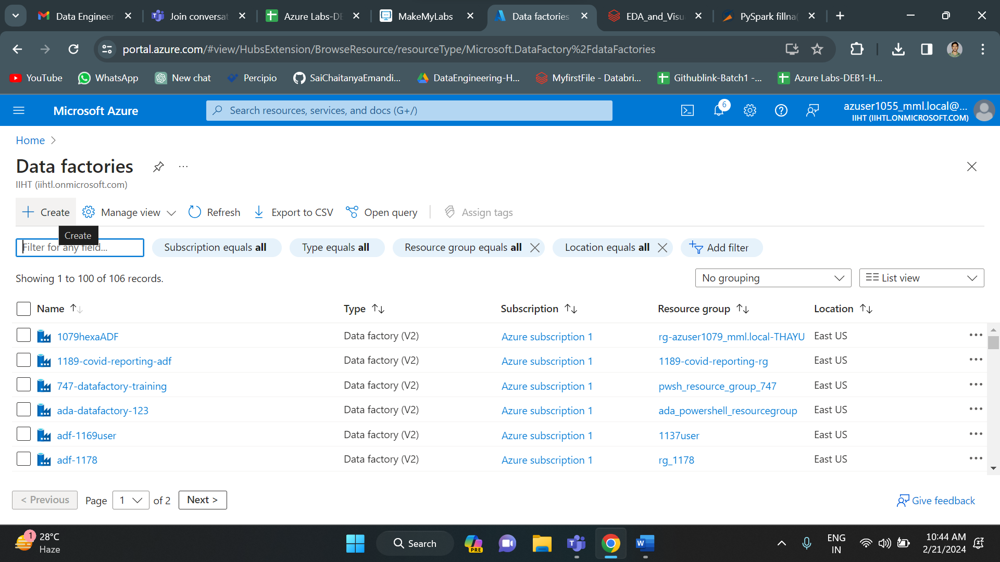 Data Engineer
Join conversat
Azure Labs-DE
MakeMyLabs
Data factories
EDA_and_Visu
PySpark fillna(
portal.azure.com/#view/HubsExtension/BrowseResource/resourceType/Microsoft.DataFactory%2FdataFactories
YouTube
WhatsApp
New chat
Percipio
SaiChaitanyaEmandi...
DataEngineering-H...
MyfirstFile - Databri...
Githublink-Batch1 -...
Azure Labs-DEB1-H...
Microsoft Azure
Search resources, services, and docs (G+/)
6
azuser1055_mml.local@...
IIHT (IIHTL.ONMICROSOFT.COM)
Home
Data factories
IIHT (iihtl.onmicrosoft.com)
Create
Manage view
Refresh
Export to CSV
Open query
Assign tags
Create
Filter for any field...
Subscription equals all
Type equals all
Resource group equals all
Location equals all
Add filter
Showing 1 to 100 of 106 records.
No grouping
List view
Name Type Subscription Resource group Location
1079hexaADF Data factory (V2) Azure subscription 1 rg-azuser1079_mml.local-THAYU East US
1189-covid-reporting-adf Data factory (V2) Azure subscription 1 1189-covid-reporting-rg East US
747-datafactory-training Data factory (V2) Azure subscription 1 pwsh_resource_group_747 East US
ada-datafactory-123 Data factory (V2) Azure subscription 1 ada_powershell_resourcegroup East US
adf-1169user Data factory (V2) Azure subscription 1 1137user East US
adf-1178 Data factory (V2) Azure subscription 1 rg_1178 East US
< Previous
Page 1 of 2
Next >
Give feedback
1
28°C
Haze
Search
PRE
ENG
IN
10:44 AM
2/21/2024